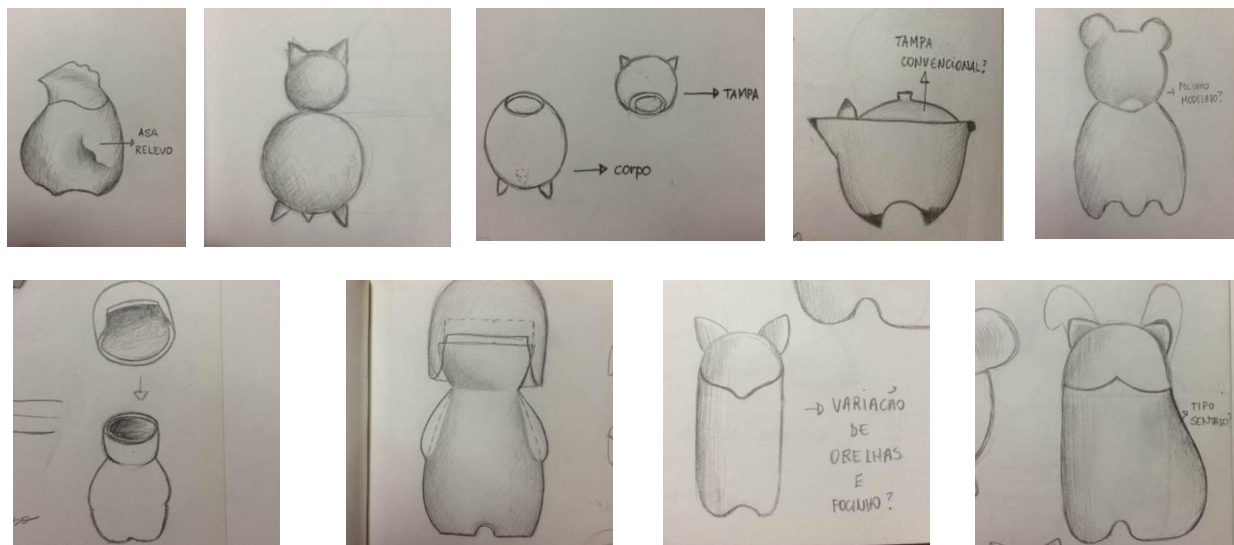 ASA
RELEVO
TAMPA
corpo
TAMPA
CONVENCIONAL?
FOCINHO
MODELADO?
VARIAÇÃO
DE
ORELHAS
E
FOCINHO?
TIPO
SENTADO?